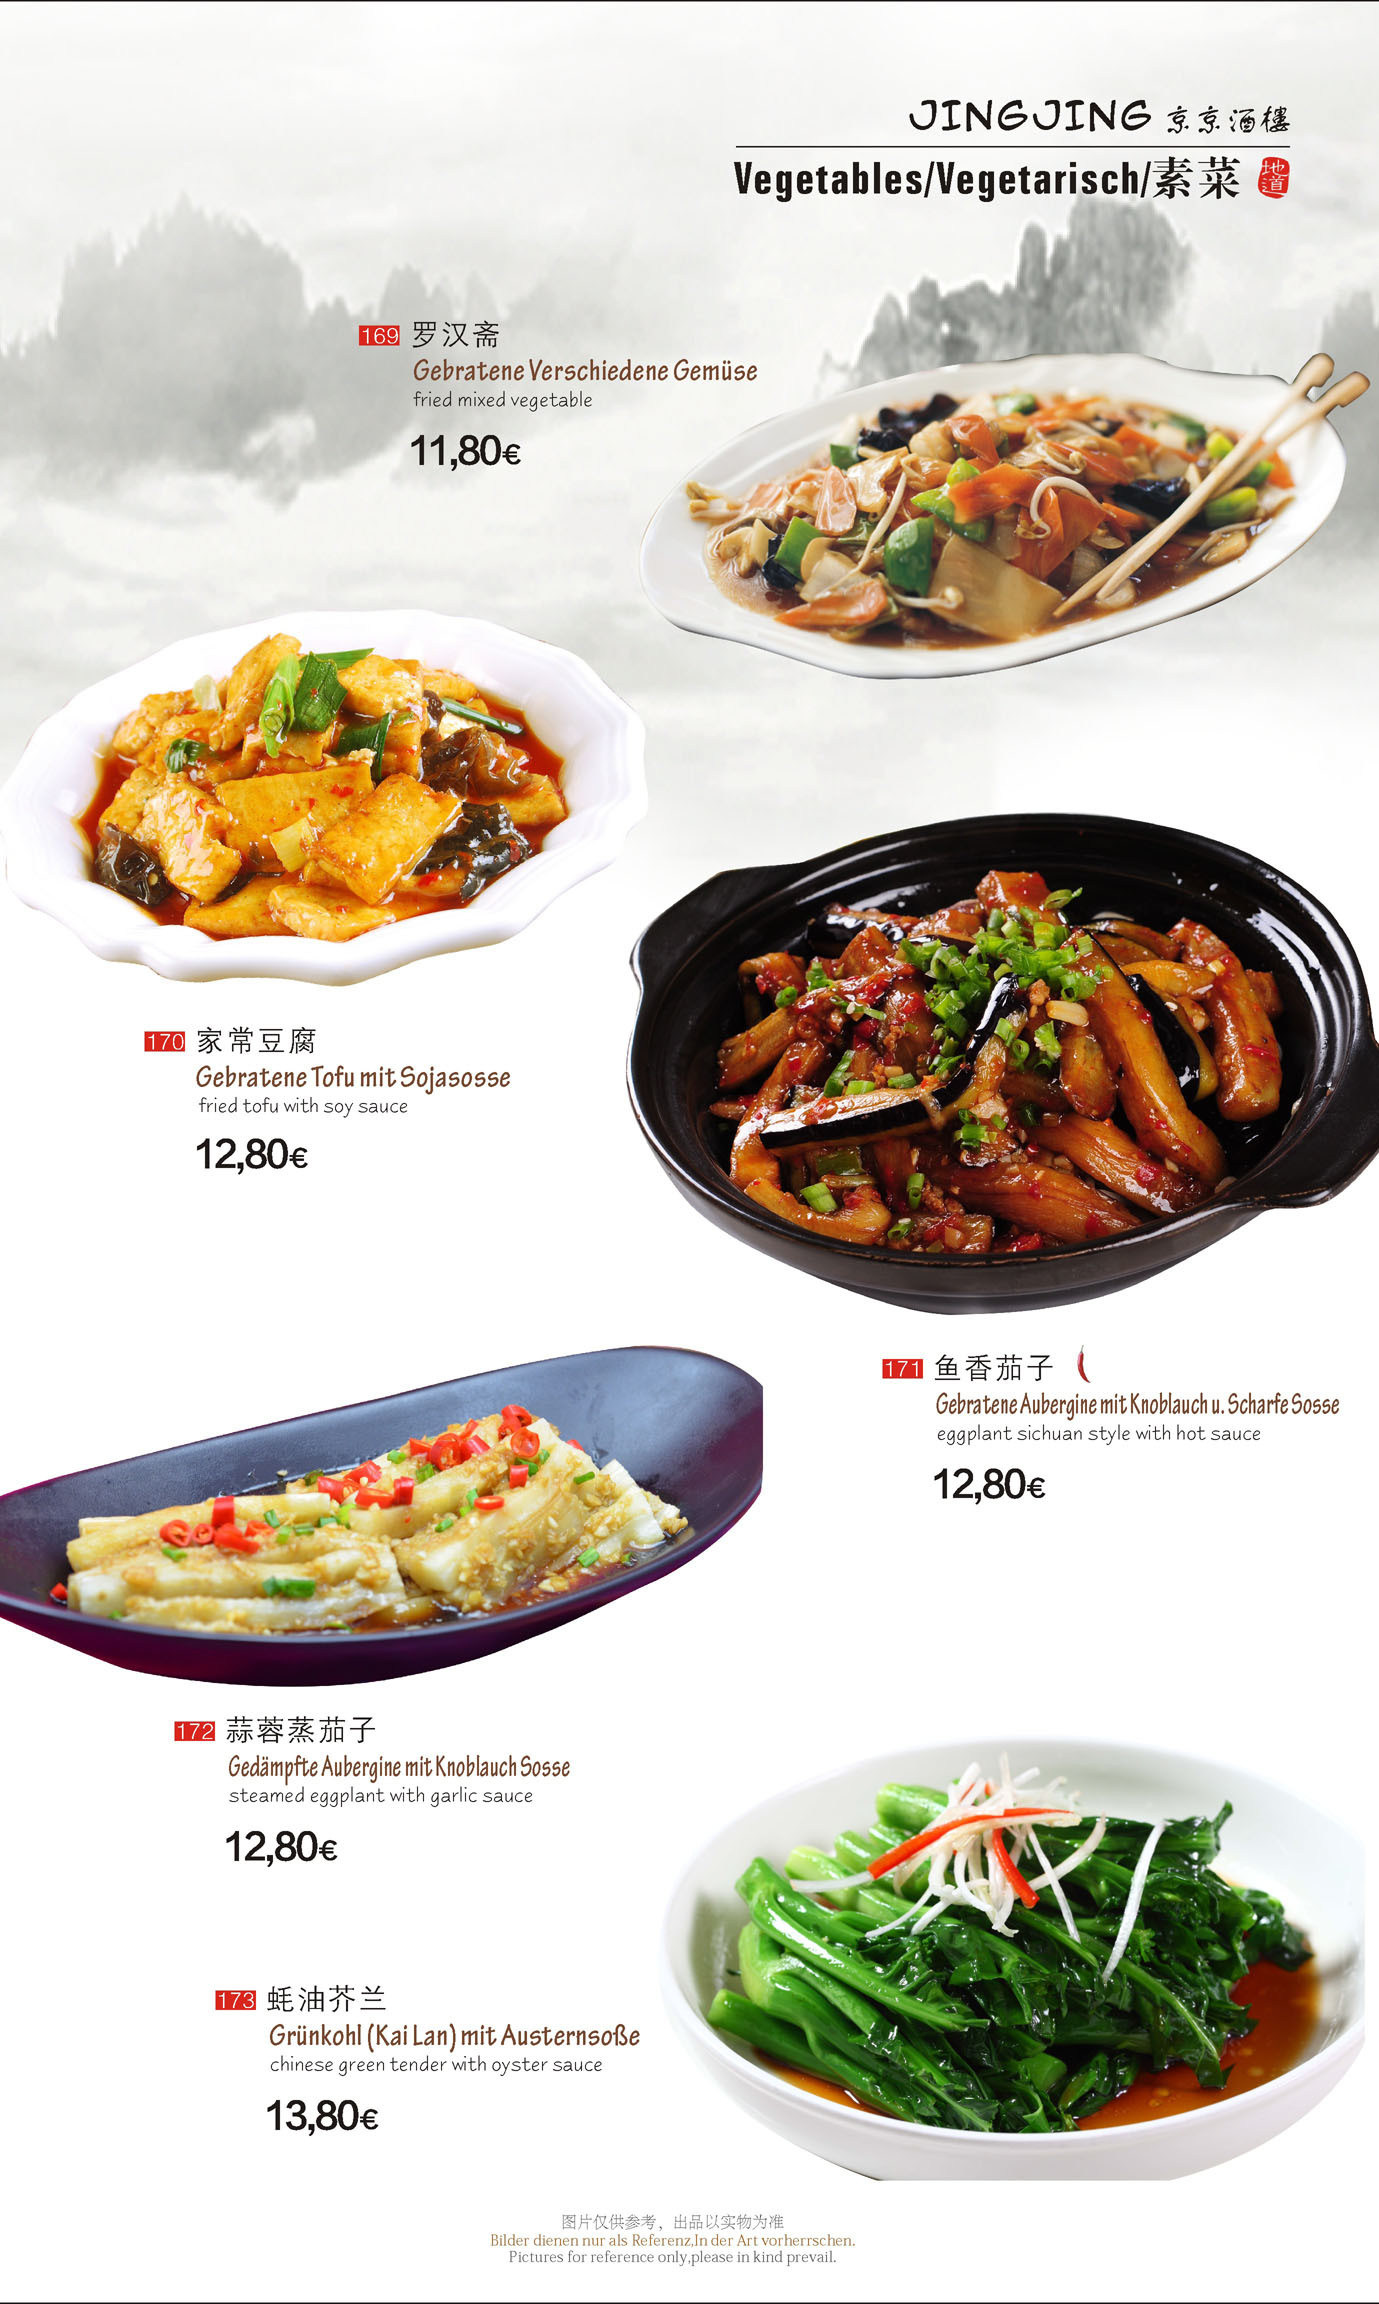 JINGJING 京京酒樓
Vegetables/Vegetarisch/素菜 地道
169 罗汉斋
Gebratene Verschiedene Gemüse
fried mixed vegetable
11,80€
170 家常豆腐
Gebratene Tofu mit Sojasosse
fried tofu with soy sauce
12,80€
171 鱼香茄子
Gebratene Aubergine mit Knoblauch u. Scharfe Sosse
eggplant sichuan style with hot sauce
12,80€
172 蒜蓉蒸茄子
Gedämpfte Aubergine mit Knoblauch Sosse
steamed eggplant with garlic sauce
12,80€
173 蚝油芥兰
Grünkohl (Kai Lan) mit Austernsoße
chinese green tender with oyster sauce
13,80€
图片仅供参考，出品以实物为准
Bilder dienen nur als Referenz,In der Art vorherrschen.
Pictures for reference only,please in kind prevail.